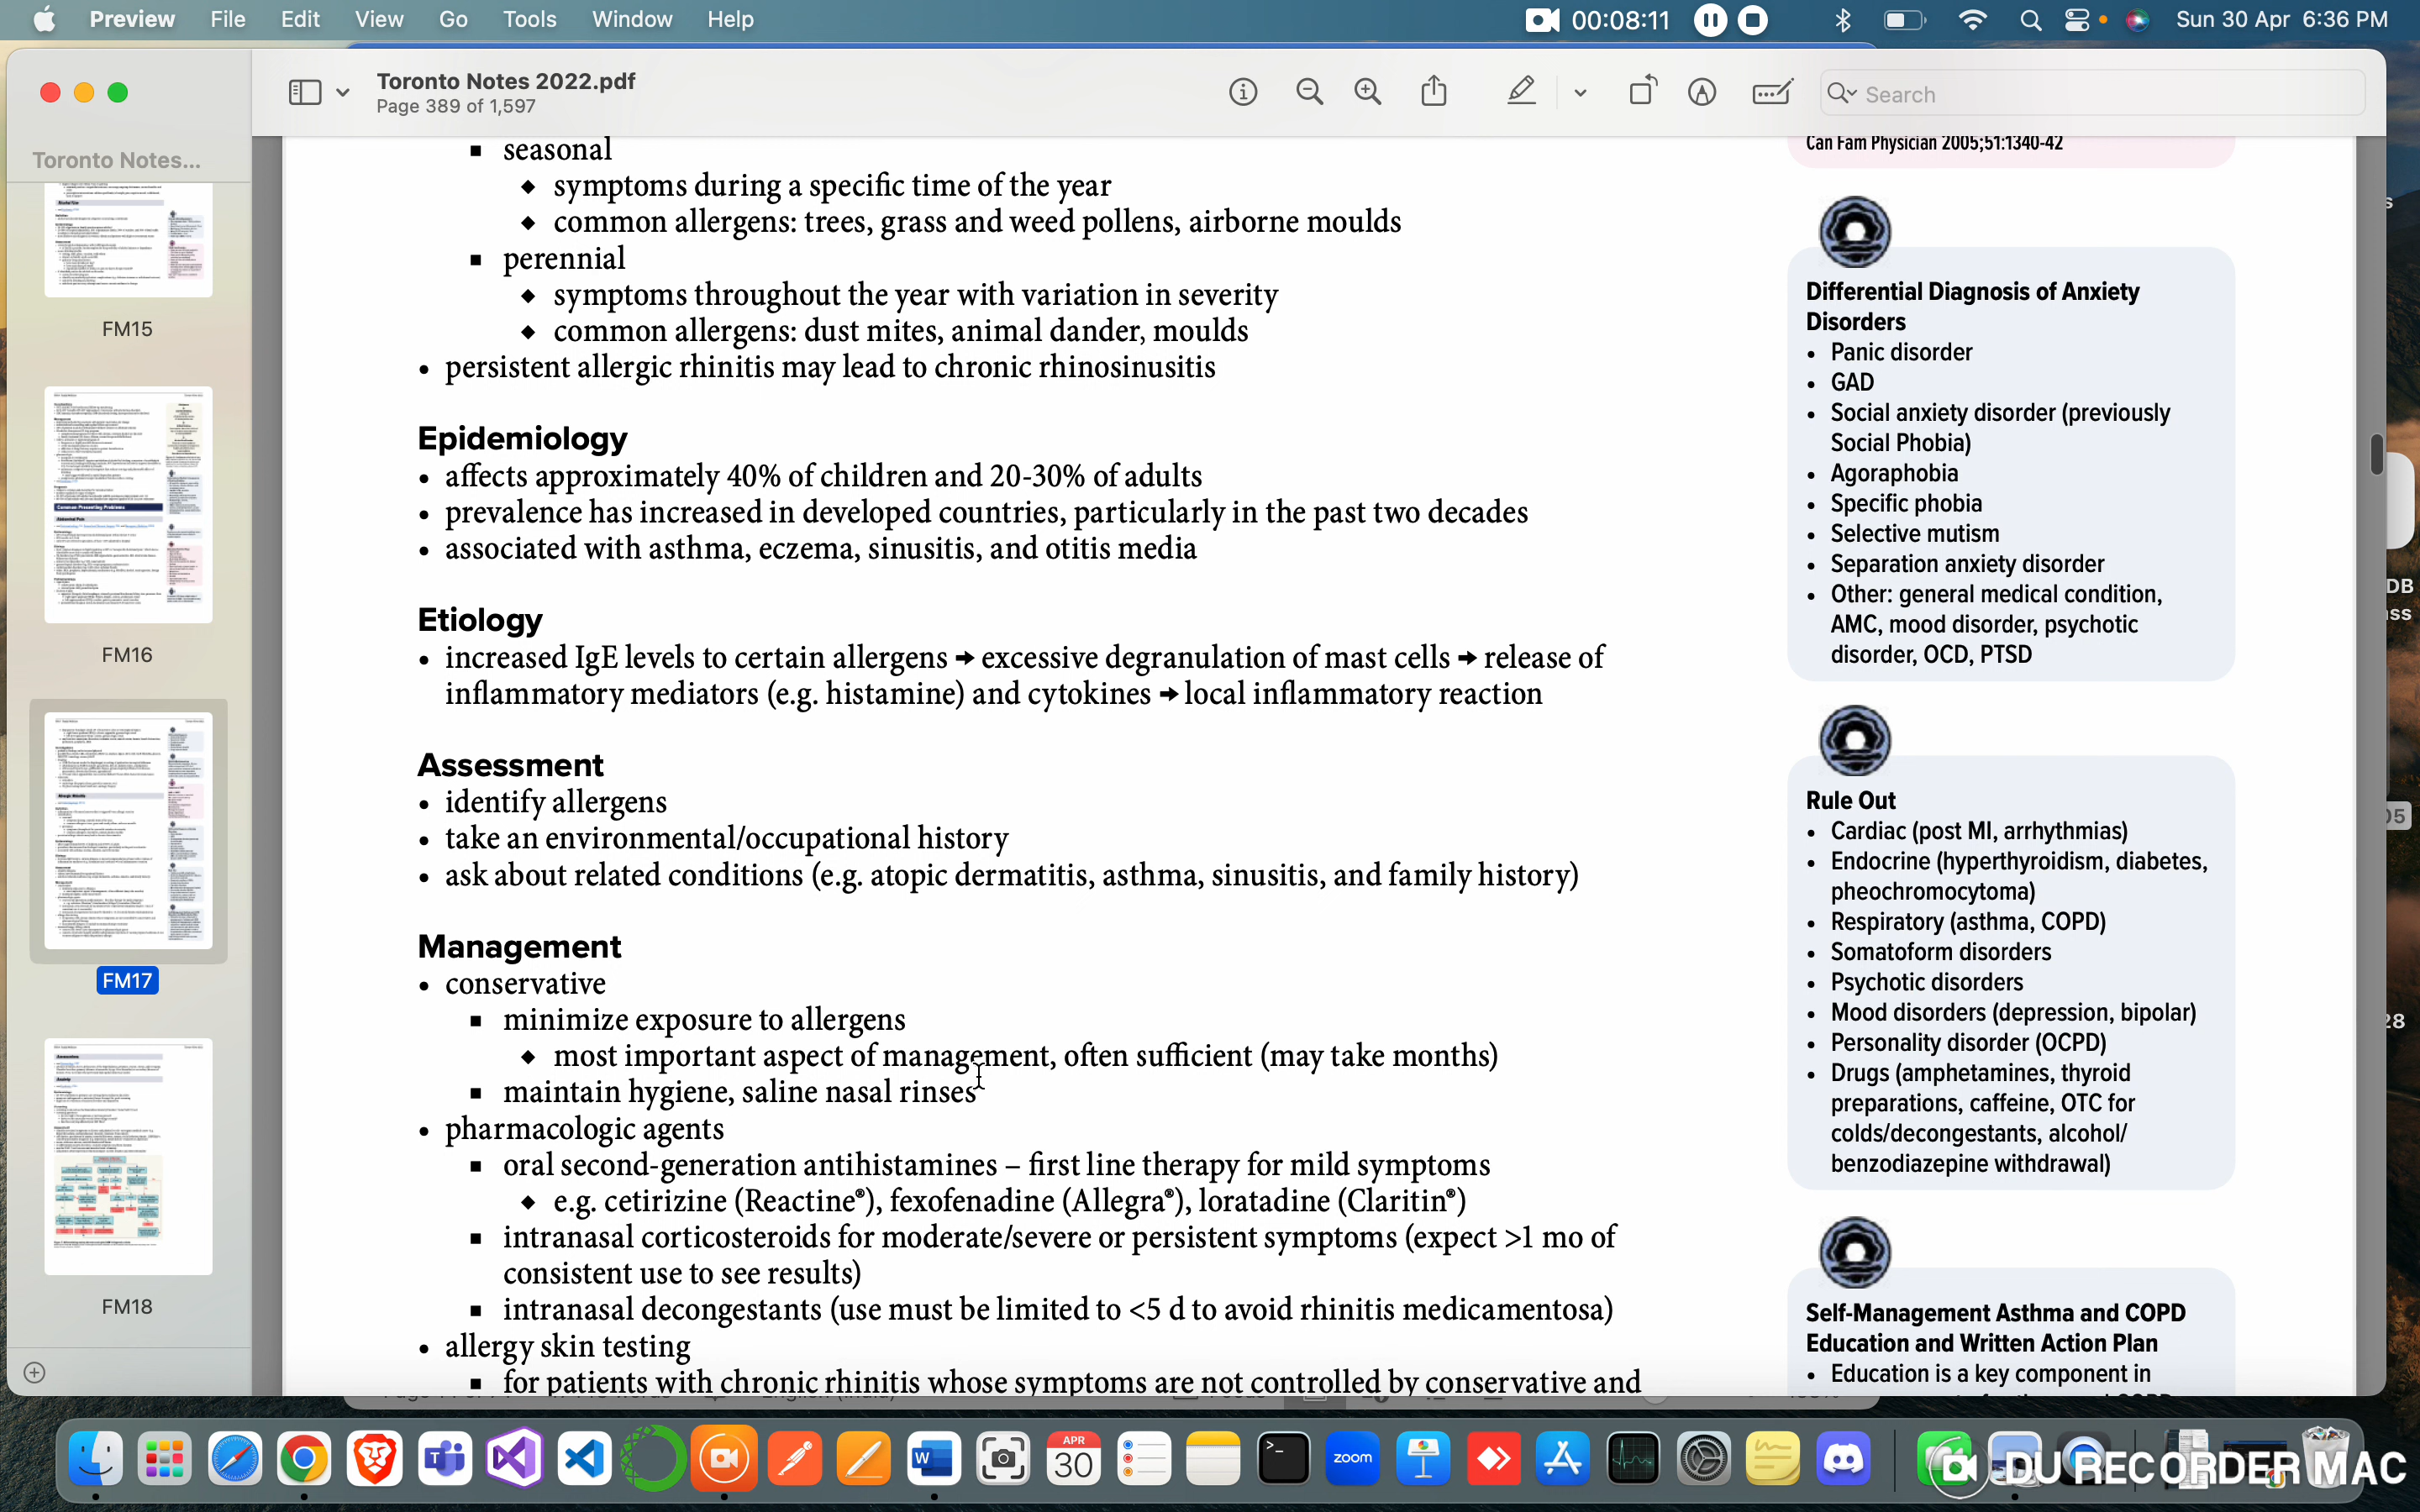 Preview File Edit View Go Tools Window Help 00:08:11 Sun 30 Apr 6:36 PM
Toronto Notes 2022.pdf
Page 389 of 1,597
Search
Toronto Notes...
FM15
FM16
FM17
FM18
▪ seasonal
◆ symptoms during a specific time of the year
◆ common allergens: trees, grass and weed pollens, airborne moulds
▪ perennial
◆ symptoms throughout the year with variation in severity
◆ common allergens: dust mites, animal dander, moulds
• persistent allergic rhinitis may lead to chronic rhinosinusitis
Epidemiology
• affects approximately 40% of children and 20-30% of adults
• prevalence has increased in developed countries, particularly in the past two decades
• associated with asthma, eczema, sinusitis, and otitis media
Etiology
• increased IgE levels to certain allergens → excessive degranulation of mast cells → release of
inflammatory mediators (e.g. histamine) and cytokines → local inflammatory reaction
Assessment
• identify allergens
• take an environmental/occupational history
• ask about related conditions (e.g. atopic dermatitis, asthma, sinusitis, and family history)
Management
• conservative
▪ minimize exposure to allergens
◆ most important aspect of management, often sufficient (may take months)
▪ maintain hygiene, saline nasal rinses
• pharmacologic agents
▪ oral second-generation antihistamines – first line therapy for mild symptoms
◆ e.g. cetirizine (Reactine®), fexofenadine (Allegra®), loratadine (Claritin®)
▪ intranasal corticosteroids for moderate/severe or persistent symptoms (expect >1 mo of
consistent use to see results)
▪ intranasal decongestants (use must be limited to <5 d to avoid rhinitis medicamentosa)
• allergy skin testing
▪ for patients with chronic rhinitis whose symptoms are not controlled by conservative and
Can Fam Physician 2005;51:1340-42
Differential Diagnosis of Anxiety
Disorders
• Panic disorder
• GAD
• Social anxiety disorder (previously
Social Phobia)
• Agoraphobia
• Specific phobia
• Selective mutism
• Separation anxiety disorder
• Other: general medical condition,
AMC, mood disorder, psychotic
disorder, OCD, PTSD
Rule Out
• Cardiac (post MI, arrhythmias)
• Endocrine (hyperthyroidism, diabetes,
pheochromocytoma)
• Respiratory (asthma, COPD)
• Somatoform disorders
• Psychotic disorders
• Mood disorders (depression, bipolar)
• Personality disorder (OCPD)
• Drugs (amphetamines, thyroid
preparations, caffeine, OTC for
colds/decongestants, alcohol/
benzodiazepine withdrawal)
Self-Management Asthma and COPD
Education and Written Action Plan
• Education is a key component in
DB
ss
05
28
APR
30
zoom
DU RECORDER MAC